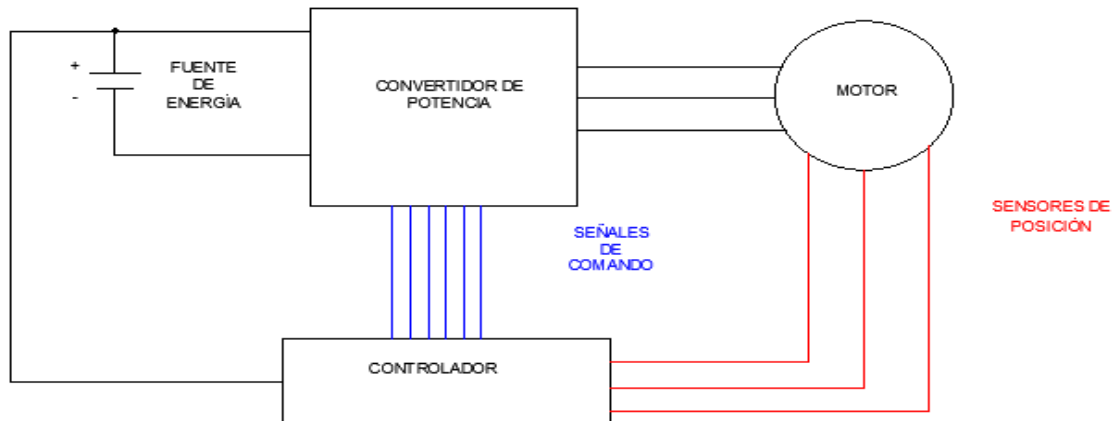 +
-
FUENTE
DE
ENERGÍA
CONVERTIDOR DE
POTENCIA
MOTOR
SENSORES DE
POSICIÓN
SEÑALES
DE
COMANDO
CONTROLADOR